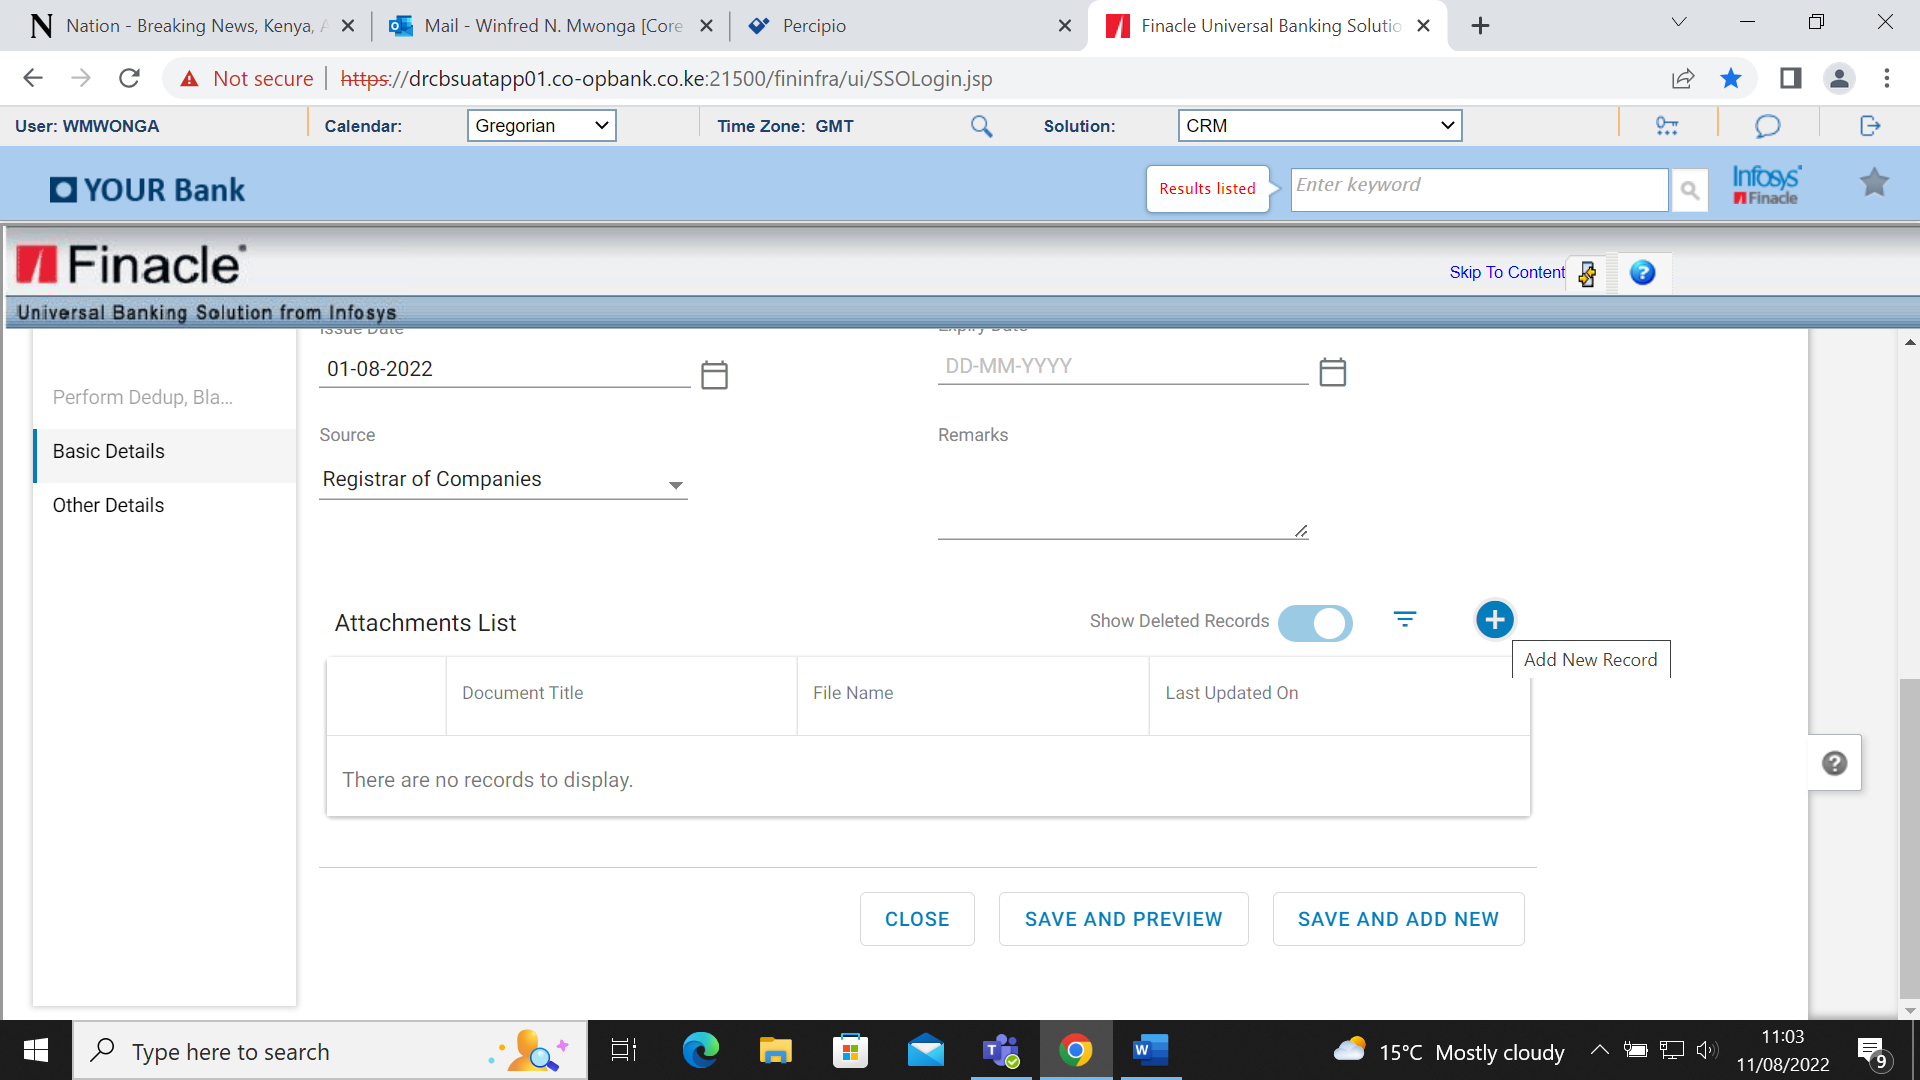 Nation - Breaking News, Kenya, A
Mail - Winfred N. Mwonga [Core
Percipio
Finacle Universal Banking Solutio
Not secure
https://drcbsuatapp01.co-opbank.co.ke:21500/fininfra/ui/SSOLogin.jsp
User: WMWONGA
Calendar:
Gregorian
Time Zone: GMT
Solution:
CRM
YOUR Bank
Results listed
Enter keyword
Infosys
Finacle
Finacle
Skip To Content
Universal Banking Solution from Infosys
Issue Date
Expiry Date
01-08-2022
DD-MM-YYYY
Perform Dedup, Bla...
Basic Details
Other Details
Source
Remarks
Registrar of Companies
Attachments List
Show Deleted Records
Add New Record
Document Title
File Name
Last Updated On
There are no records to display.
CLOSE
SAVE AND PREVIEW
SAVE AND ADD NEW
Type here to search
15°C Mostly cloudy
11:03
11/08/2022
9